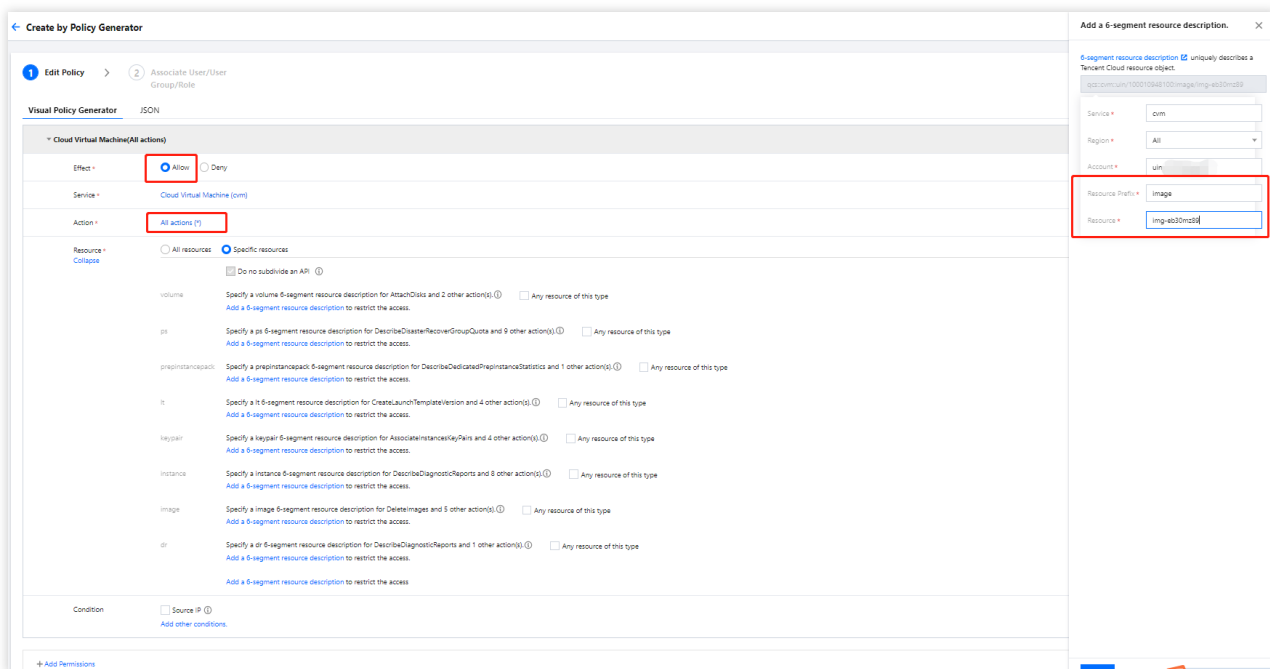 ← Create by Policy Generator
1 Edit Policy > 2 Associate User/User
Group/Role
Visual Policy Generator JSON
Cloud Virtual Machine(All actions)
Effect * Allow Deny
Service * Cloud Virtual Machine (cvm)
Action * All actions (*)
Resource * All resources Specific resources
Collapse
Do no subdivide an API
volume Specify a volume 6-segment resource description for AttachDisks and 2 other action(s). Any resource of this type
Add a 6-segment resource description to restrict the access.
ps Specify a ps 6-segment resource description for DescribeDisasterRecoverGroupQuota and 9 other action(s). Any resource of this type
Add a 6-segment resource description to restrict the access.
prepinstancepack Specify a prepinstancepack 6-segment resource description for DescribeDedicatedPrepInstanceStatistics and 1 other action(s). Any resource of this type
Add a 6-segment resource description to restrict the access.
lt Specify a lt 6-segment resource description for CreateLaunchTemplateVersion and 4 other action(s). Any resource of this type
Add a 6-segment resource description to restrict the access.
keypair Specify a keypair 6-segment resource description for AssociateInstancesKeyPairs and 4 other action(s). Any resource of this type
Add a 6-segment resource description to restrict the access.
instance Specify a instance 6-segment resource description for DescribeDiagnosticReports and 8 other action(s). Any resource of this type
Add a 6-segment resource description to restrict the access.
image Specify a image 6-segment resource description for DeleteImages and 5 other action(s). Any resource of this type
Add a 6-segment resource description to restrict the access.
dr Specify a dr 6-segment resource description for DescribeDiagnosticReports and 1 other action(s). Any resource of this type
Add a 6-segment resource description to restrict the access.
Add a 6-segment resource description to restrict the access
Condition Source IP
Add other conditions.
+ Add Permissions
Add a 6-segment resource description.
6-segment resource description uniquely describes a
Tencent Cloud resource object.
qcs::cvm:uin/100010948100:image/img-eb30mz89
Service * cvm
Region * All
Account * uin
Resource Prefix * image
Resource * img-eb30mz89